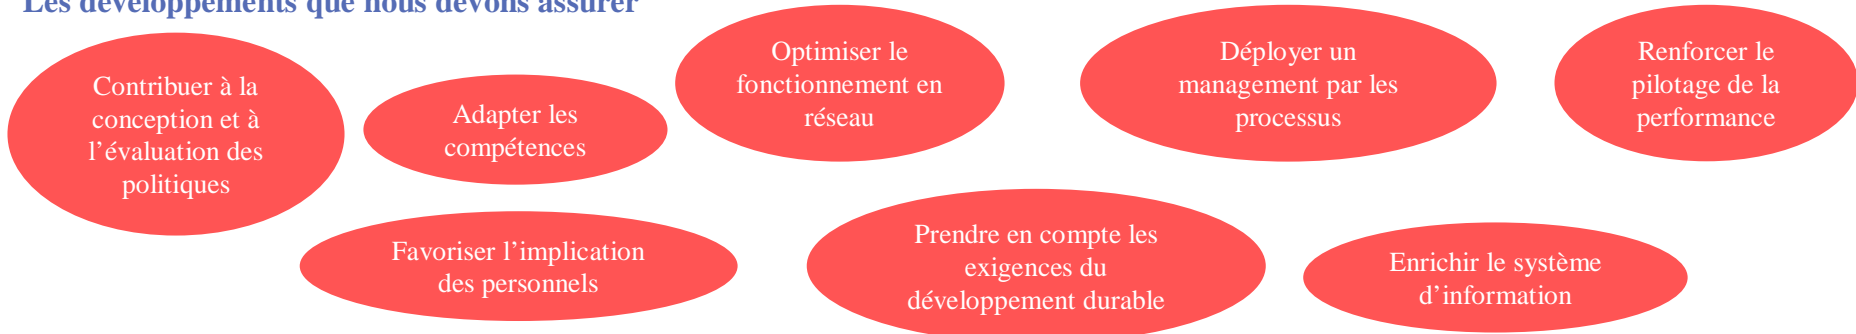 Les développements que nous devons assurer
Contribuer à la
conception et à
l’évaluation des
politiques
Adapter les
compétences
Optimiser le
fonctionnement en
réseau
Déployer un
management par les
processus
Renforcer le
pilotage de la
performance
Favoriser l’implication
des personnels
Prendre en compte les
exigences du
développement durable
Enrichir le système
d’information